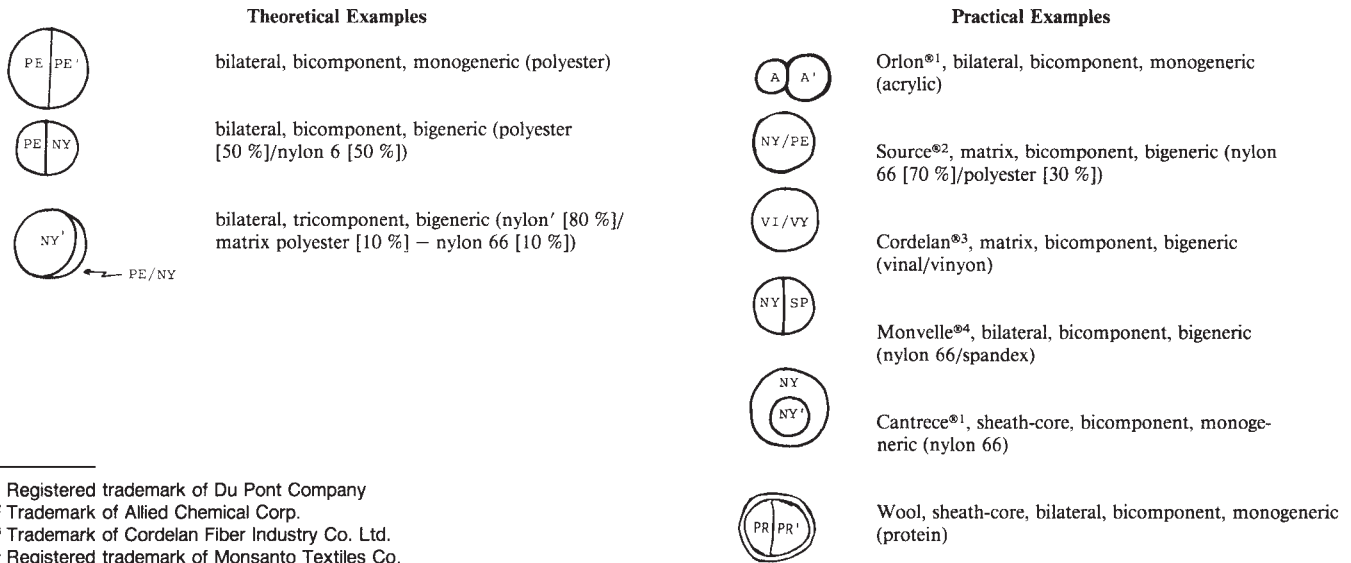 Theoretical Examples
PE PE'
bilateral, bicomponent, monogeneric (polyester)
PE NY
bilateral, bicomponent, bigeneric (polyester
[50 %]/nylon 6 [50 %])
NY'
bilateral, tricomponent, bigeneric (nylon′ [80 %]/
matrix polyester [10 %] − nylon 66 [10 %])
PE/NY
Registered trademark of Du Pont Company
Trademark of Allied Chemical Corp.
Trademark of Cordelan Fiber Industry Co. Ltd.
Registered trademark of Monsanto Textiles Co.
Practical Examples
A A'
Orlon®1, bilateral, bicomponent, monogeneric
(acrylic)
NY/PE
Source®2, matrix, bicomponent, bigeneric (nylon
66 [70 %]/polyester [30 %])
VI/VY
Cordelan®3, matrix, bicomponent, bigeneric
(vinal/vinyon)
NY SP
Monvelle®4, bilateral, bicomponent, bigeneric
(nylon 66/spandex)
NY
NY'
Cantrece®1, sheath-core, bicomponent, monoge-
neric (nylon 66)
PR PR'
Wool, sheath-core, bilateral, bicomponent, monogeneric
(protein)